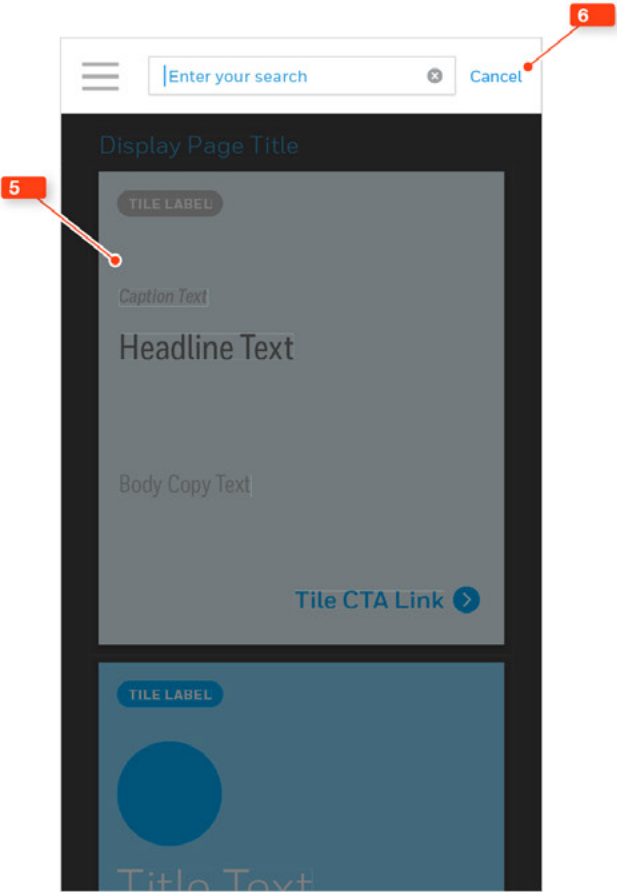 6
Enter your search
Cancel
Display Page Title
5
TILE LABEL
Caption Text
Headline Text
Body Copy Text
Tile CTA Link
TILE LABEL
Title Text